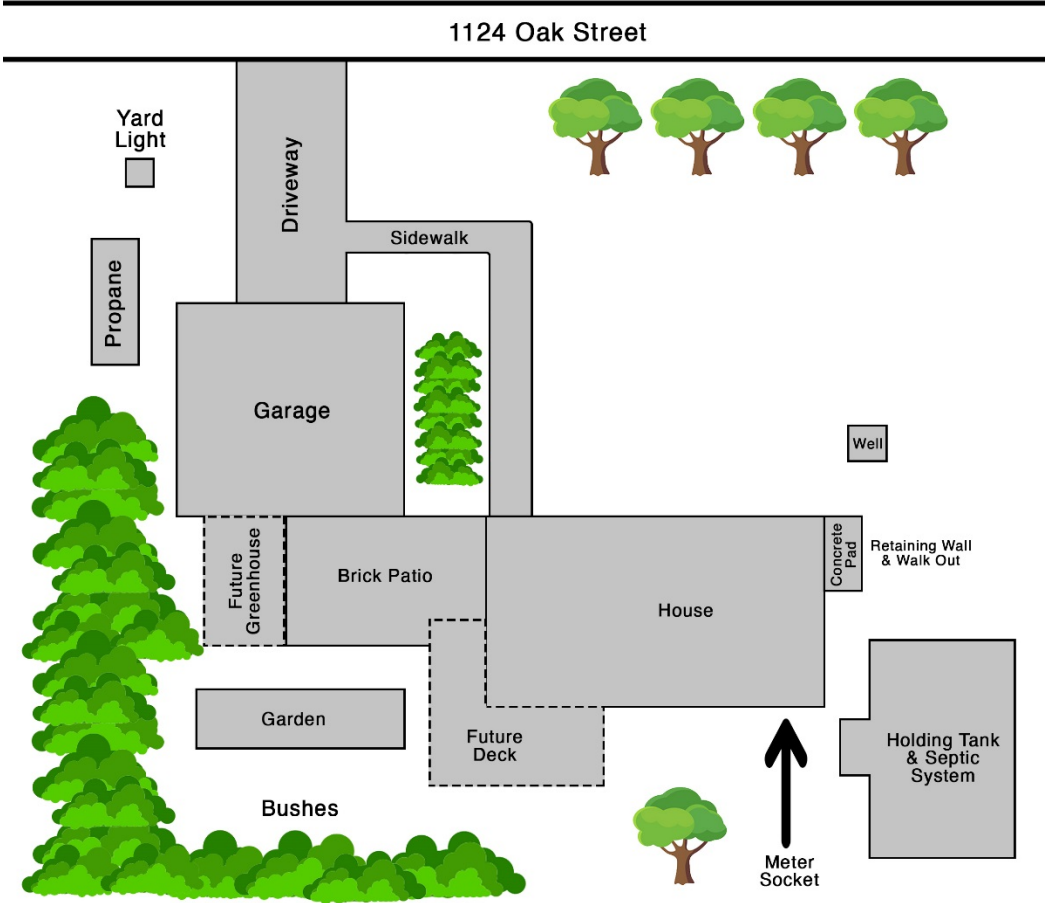 1124 Oak Street
Yard
Light
Driveway
Sidewalk
Propane
Garage
Well
Future
Greenhouse
Brick Patio
House
Concrete
Pad
Retaining Wall
& Walk Out
Garden
Future
Deck
Holding Tank
& Septic
System
Bushes
Meter
Socket